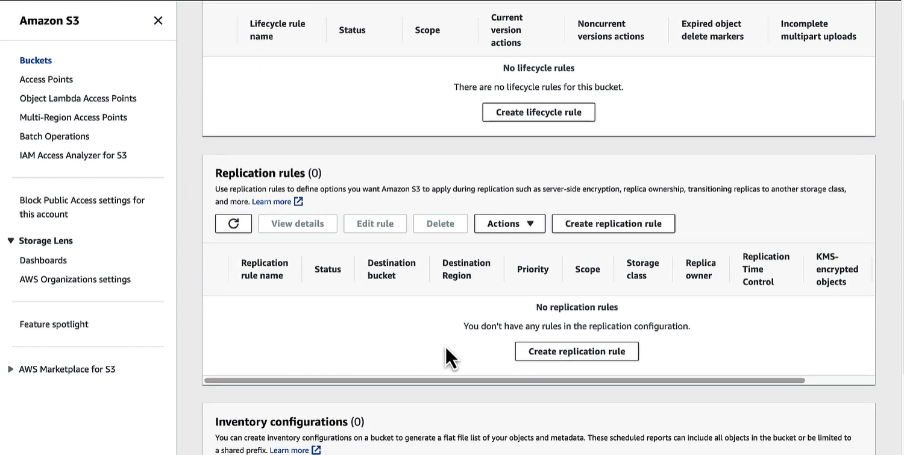 Amazon S3
Buckets
Access Points
Object Lambda Access Points
Multi-Region Access Points
Batch Operations
IAM Access Analyzer for S3
Block Public Access settings for
this account
Storage Lens
Dashboards
AWS Organizations settings
Feature spotlight
AWS Marketplace for S3
Lifecycle rule
name
Status
Scope
Current
version
actions
Noncurrent
versions actions
Expired object
delete markers
Incomplete
multipart uploads
No lifecycle rules
There are no lifecycle rules for this bucket.
Create lifecycle rule
Replication rules (0)
Use replication rules to define options you want Amazon S3 to apply during replication such as server-side encryption, replica ownership, transitioning replicas to another storage class,
and more. Learn more
View details
Edit rule
Delete
Actions
Create replication rule
Replication
rule name
Status
Destination
bucket
Destination
Region
Priority
Scope
Storage
class
Replica
owner
Replication
Time
Control
KMS-
encrypted
objects
No replication rules
You don't have any rules in the replication configuration.
Create replication rule
Inventory configurations (0)
You can create inventory configurations on a bucket to generate a flat file list of your objects and metadata. These scheduled reports can include all objects in the bucket or be limited to
a shared prefix. Learn more